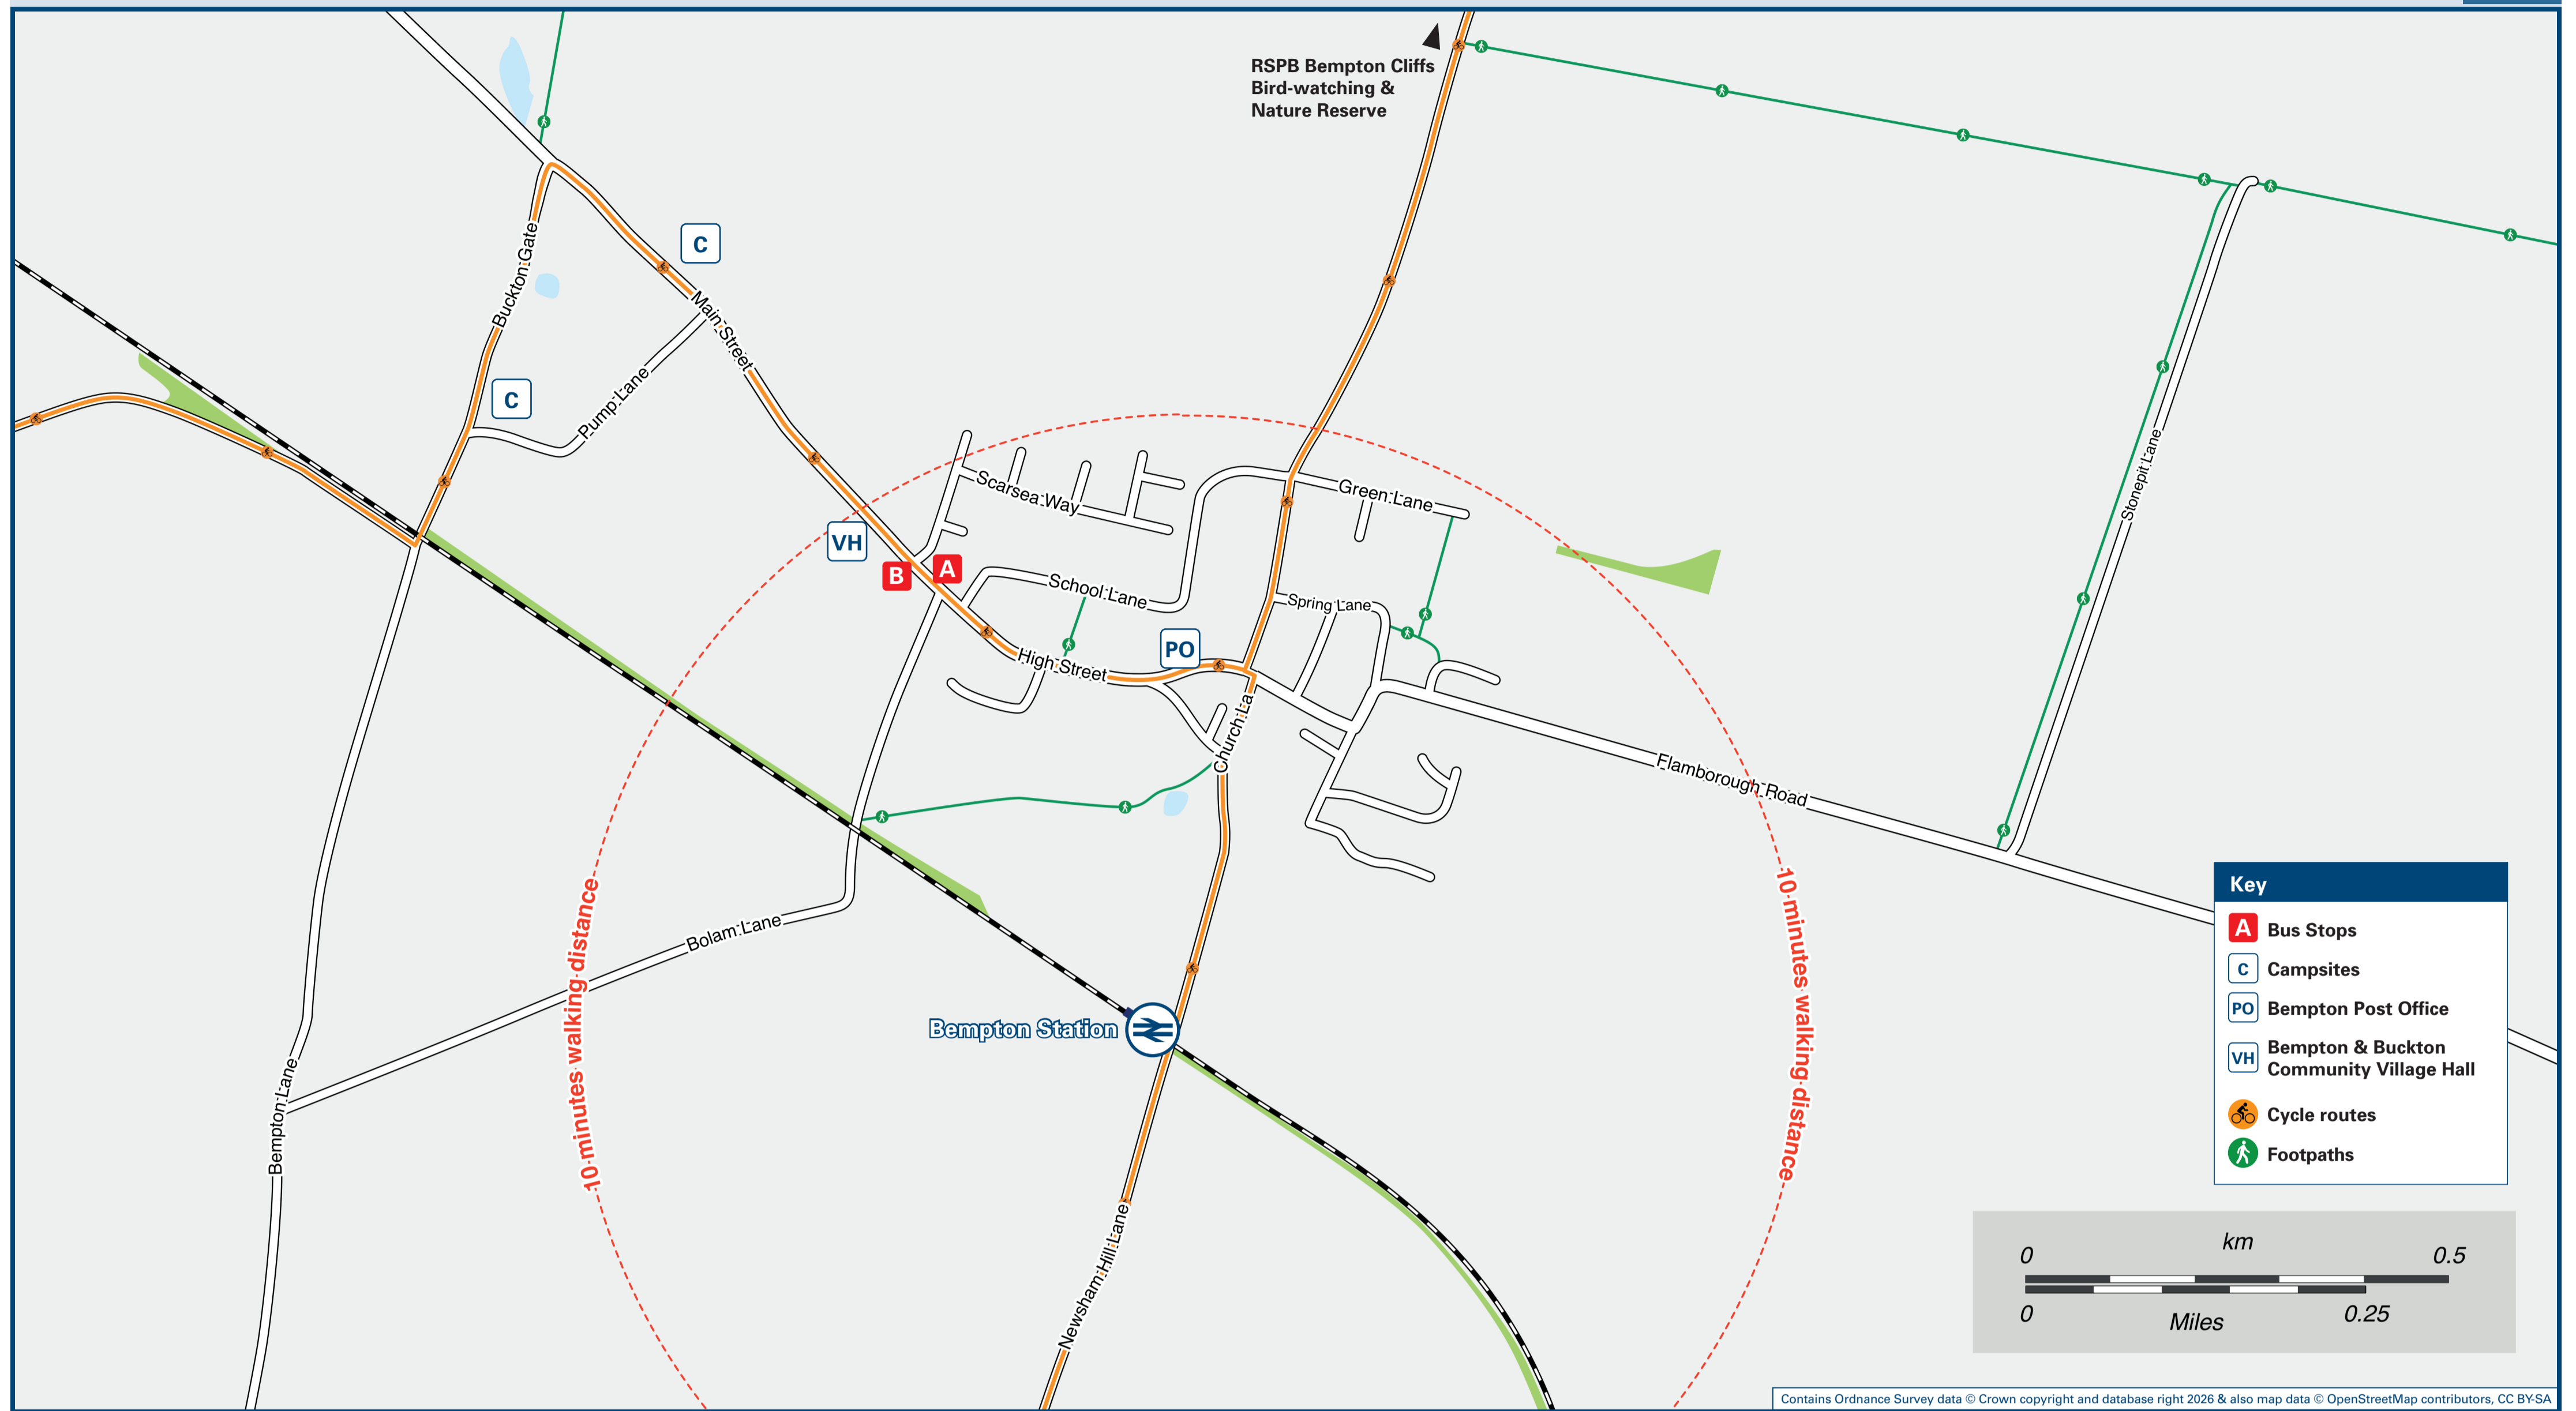 RSPB Bempton Cliffs
Bird-watching &
Nature Reserve
C
Buckton Gate
Main Street
C
Pump Lane
Scarsea Way
Green Lane
VH
B
A
School Lane
Spring Lane
PO
High Street
Church La
Stonepit Lane
Flamborough Road
Bolam Lane
10 minutes walking distance
10 minutes walking distance
Bempton Station
Bempton Lane
Newsham Hill Lane
Key
A Bus Stops
C Campsites
PO Bempton Post Office
VH Bempton & Buckton
Community Village Hall
Cycle routes
Footpaths
km
0 0.5
0 0.25
Miles
Contains Ordnance Survey data © Crown copyright and database right 2026 & also map data © OpenStreetMap contributors, CC BY-SA